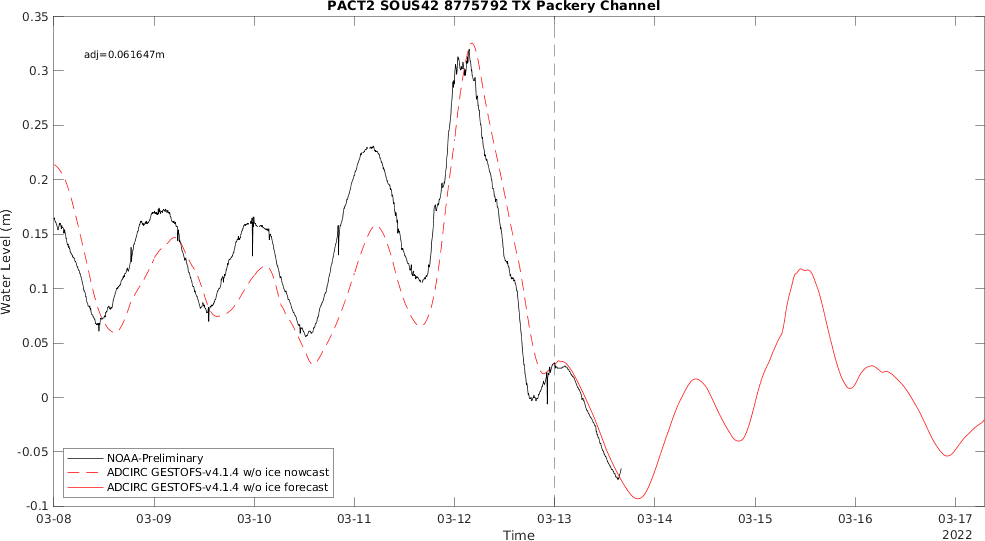 PACT2 SOUS42 8775792 TX Packery Channel
adj=0.061647m
0.35
0.3
0.25
0.2
0.15
0.1
0.05
0
-0.05
-0.1
Water Level (m)
NOAA-Preliminary
ADCIRC GESTOFS-v4.1.4 w/o ice nowcast
ADCIRC GESTOFS-v4.1.4 w/o ice forecast
03-08 03-09 03-10 03-11 03-12 03-13 03-14 03-15 03-16 03-17
Time
2022